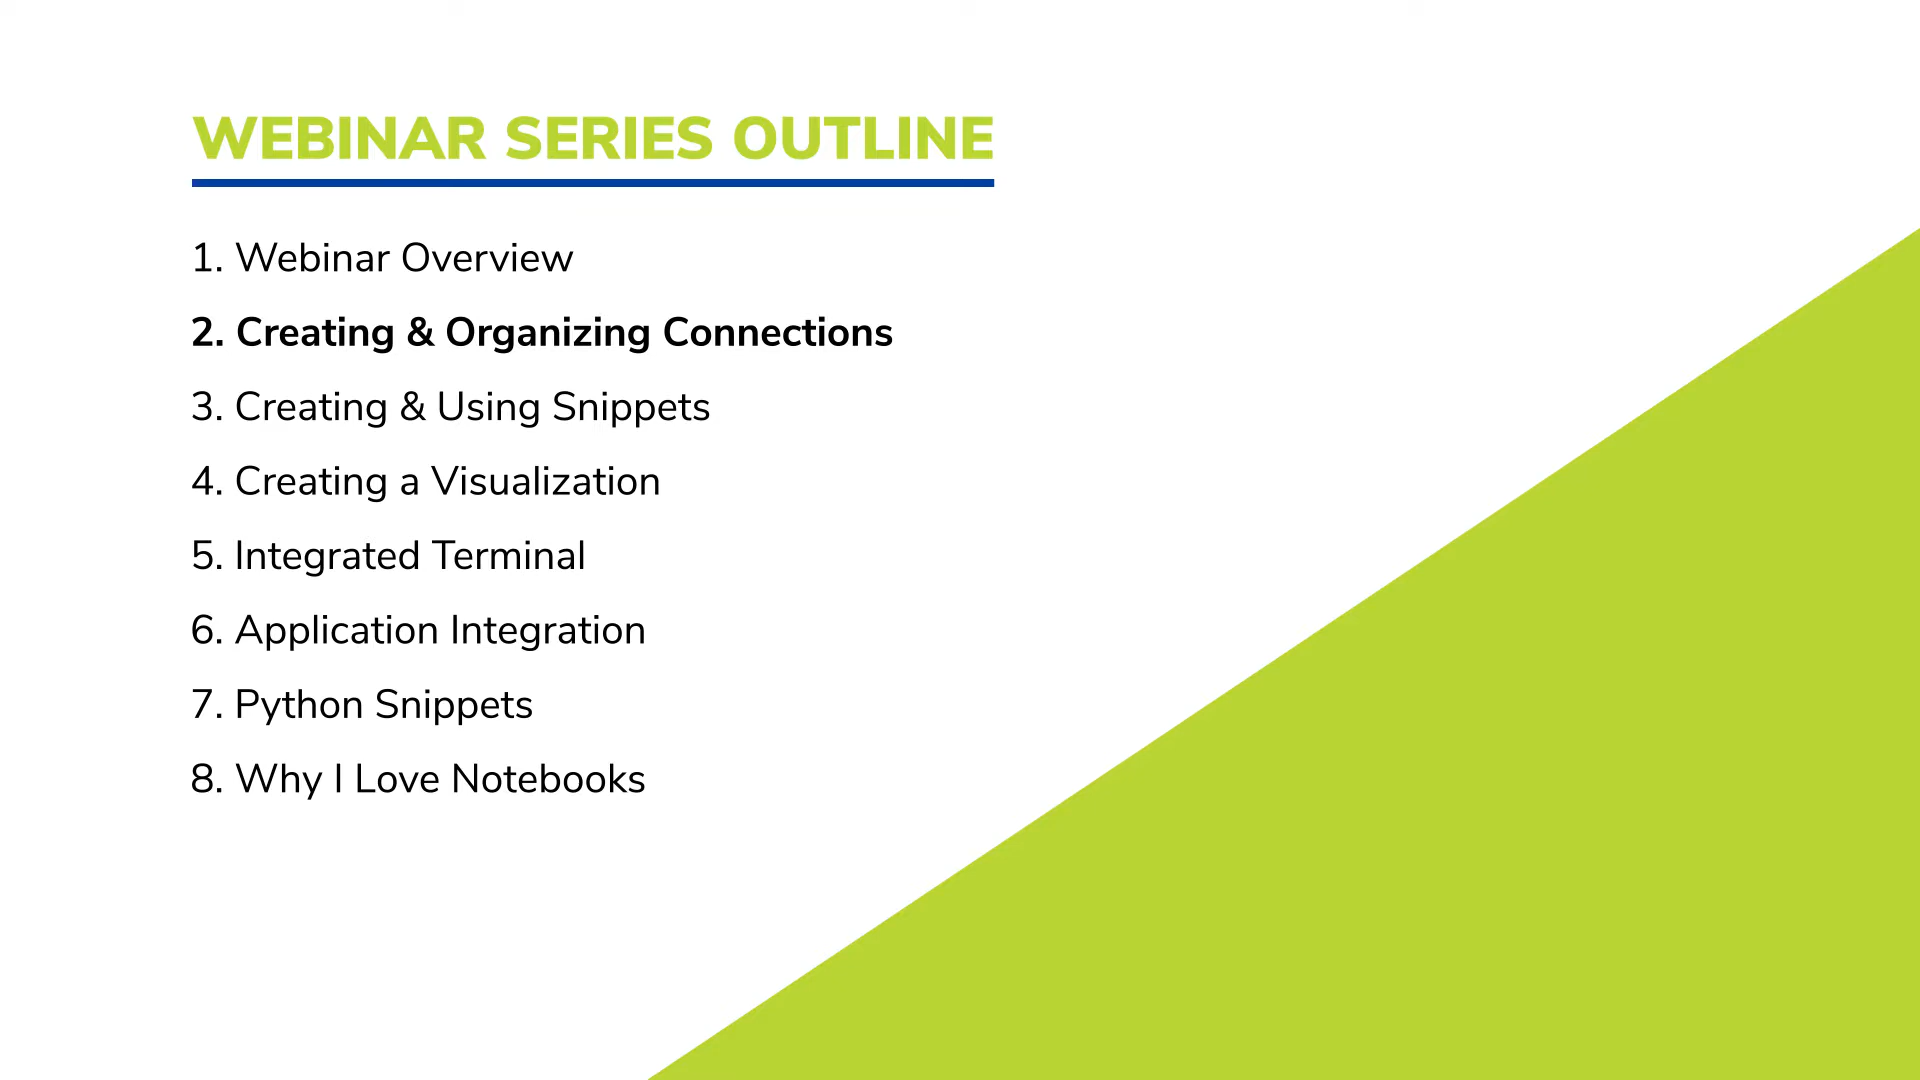 WEBINAR SERIES OUTLINE
1. Webinar Overview
2. Creating & Organizing Connections
3. Creating & Using Snippets
4. Creating a Visualization
5. Integrated Terminal
6. Application Integration
7. Python Snippets
8. Why I Love Notebooks